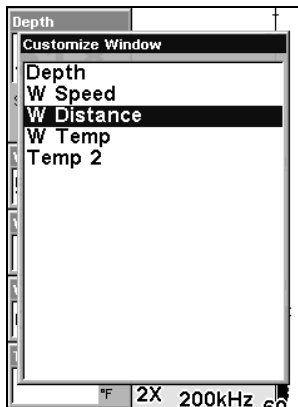 Depth
Customize Window
Depth
W Speed
W Distance
W Temp
Temp 2
°F
2X 200kHz